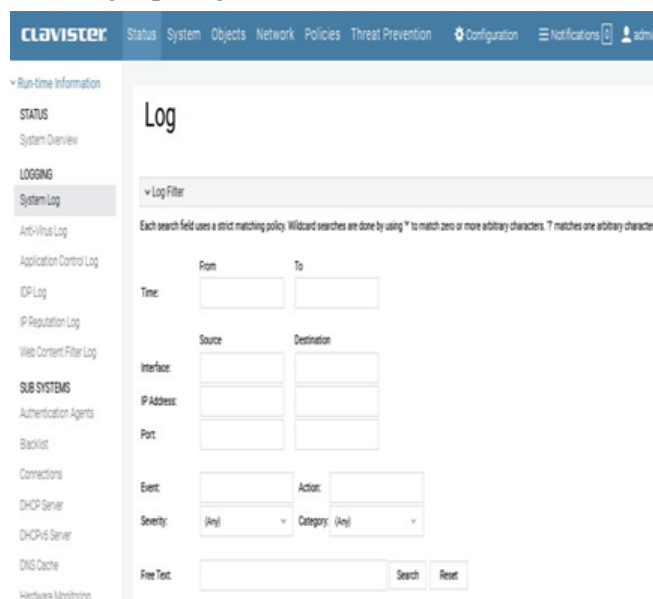 CLAVISTER
Status System Objects Network Policies Threat Prevention Configuration Notifications 0
Run-time Information
STATUS
System Overview
LOGGING
System Log
Anti-Virus Log
Application Control Log
IDP Log
IP Reputation Log
Web Content Filter Log
SUB SYSTEMS
Authentication Agents
Blacklist
Connections
DHCP Server
DHCPv6 Server
DNS Cache
Hardware Monitoring
Log
Log Filter
Each search field uses a strict matching policy. Wildcard searches are done by using '*' to match zero or more arbitrary characters. '?' matches one arbitrary character
From To
Time:
Source Destination
Interface:
IP Address:
Port:
Event: Action:
Severity: (Any) Category: (Any)
Free Text: Search Reset